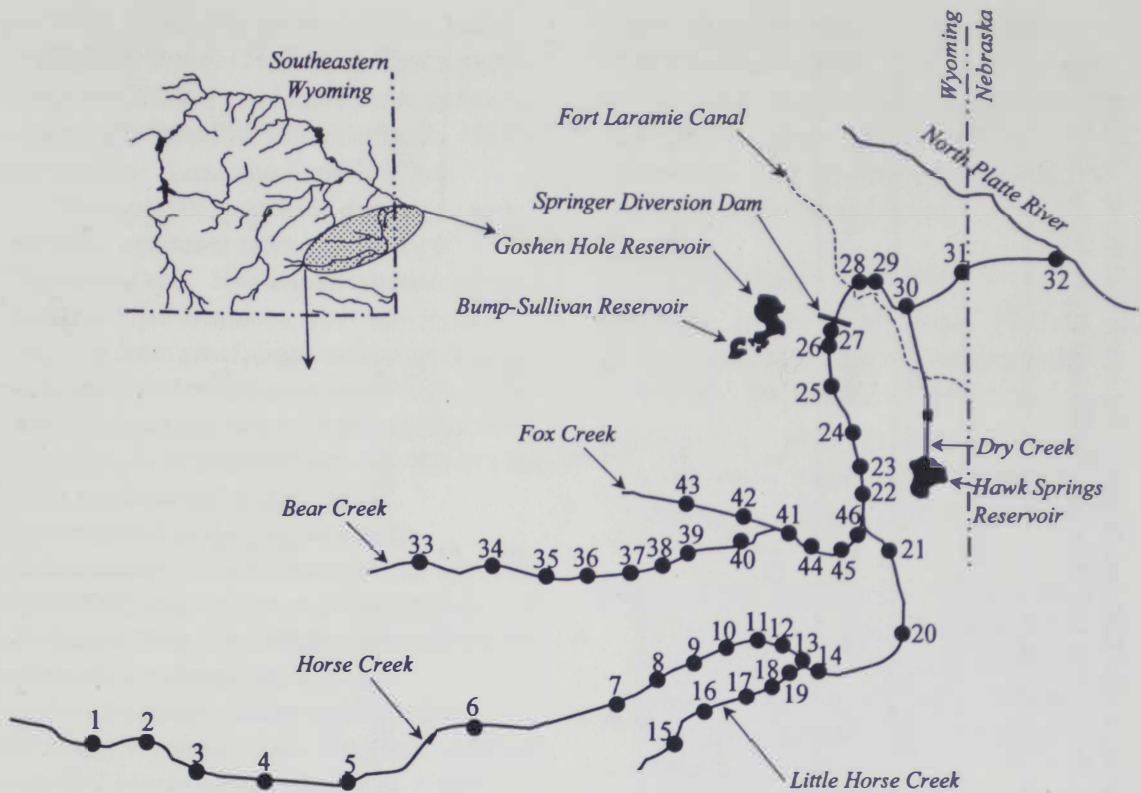 Southeastern
Wyoming
Wyoming
Nebraska
Fort Laramie Canal
North Platte River
Springer Diversion Dam
Goshen Hole Reservoir
Bump-Sullivan Reservoir
28 29
30
31
32
27
26
25
24
23
22
Fox Creek
Dry Creek
Hawk Springs
Reservoir
Bear Creek
43
42
41
46
33
34
35
36
37
38
39
40
44
45
21
20
Horse Creek
11
12
10
13
9
14
8
18
7
17
19
16
6
15
1
2
3
4
5
Little Horse Creek